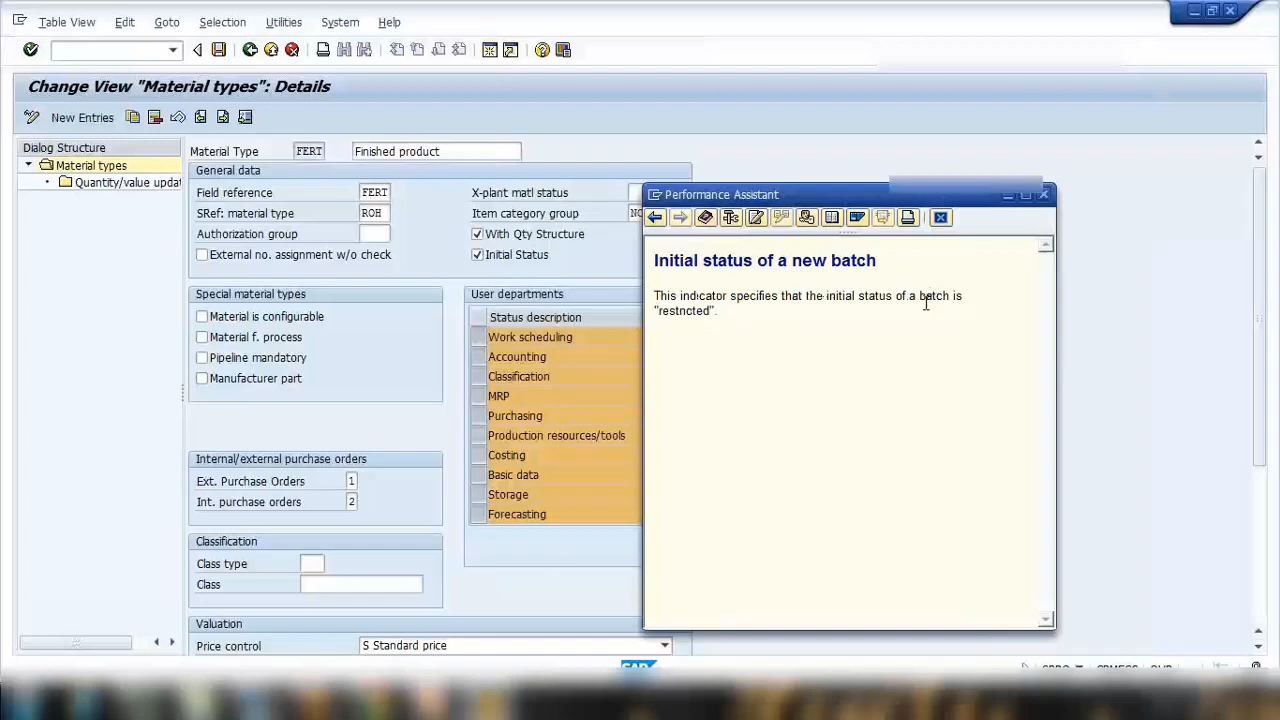 Table View Edit Goto Selection Utilities System Help
Change View "Material types": Details
New Entries
Dialog Structure
Material types
Quantity/value updat
Material Type FERT Finished product
General data
Field reference FERT
SRef: material type ROH
Authorization group
External no. assignment w/o check
X-plant matl status
Item category group NO
With Qty Structure
Initial Status
Special material types
Material is configurable
Material f. process
Pipeline mandatory
Manufacturer part
User departments
Status description
Work scheduling
Accounting
Classification
MRP
Purchasing
Production resources/tools
Costing
Basic data
Storage
Forecasting
Internal/external purchase orders
Ext. Purchase Orders 1
Int. purchase orders 2
Classification
Class type
Class
Valuation
Price control S Standard price
Performance Assistant
Initial status of a new batch
This indicator specifies that the initial status of a batch is
"restricted".
SAP